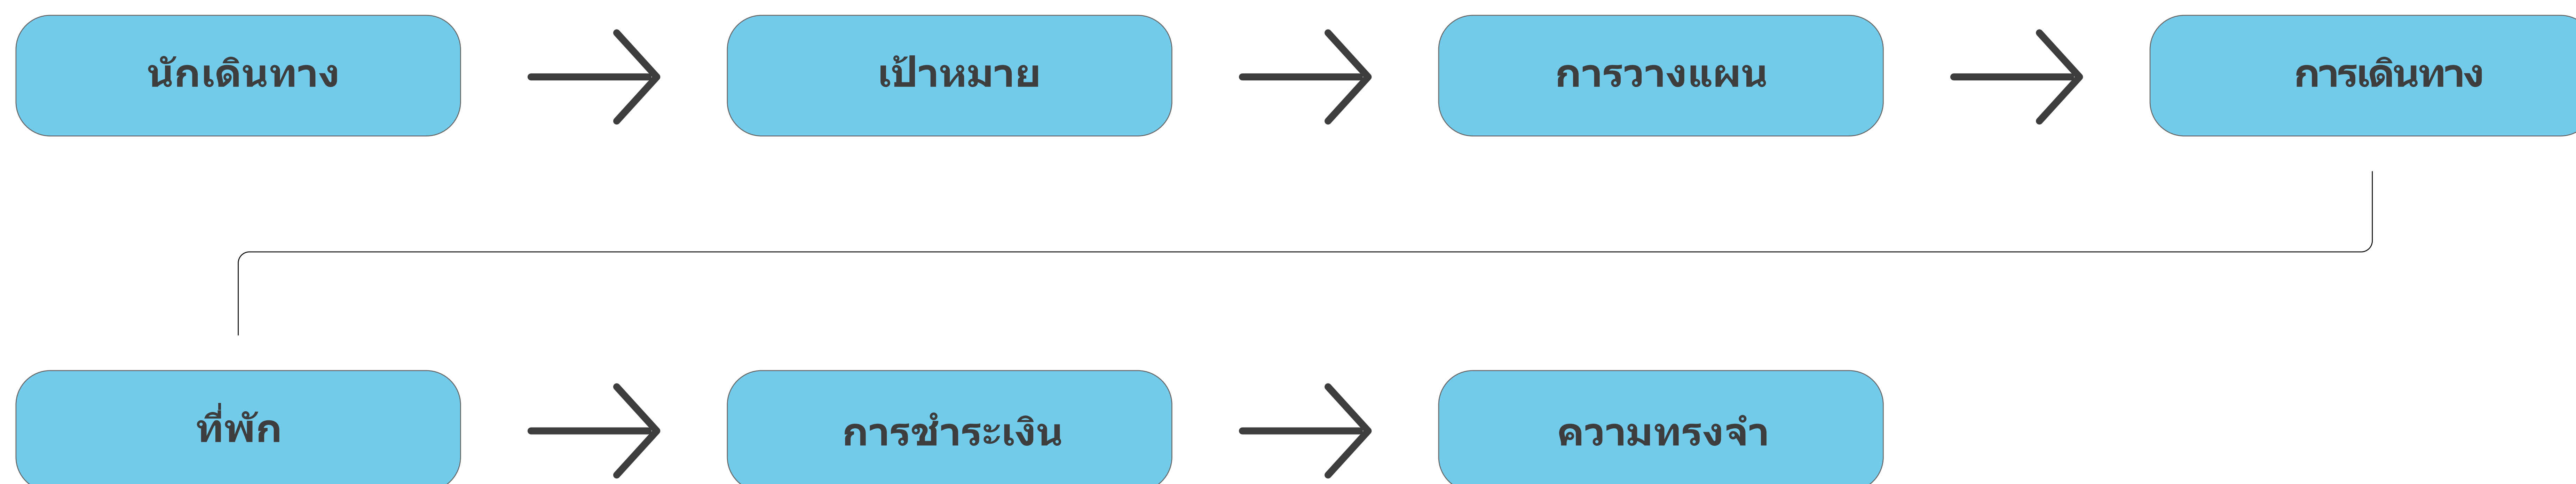 นักเดินทาง
เป้าหมาย
การวางแผน
การเดินทาง
ที่พัก
การชำระเงิน
ความทรงจำ